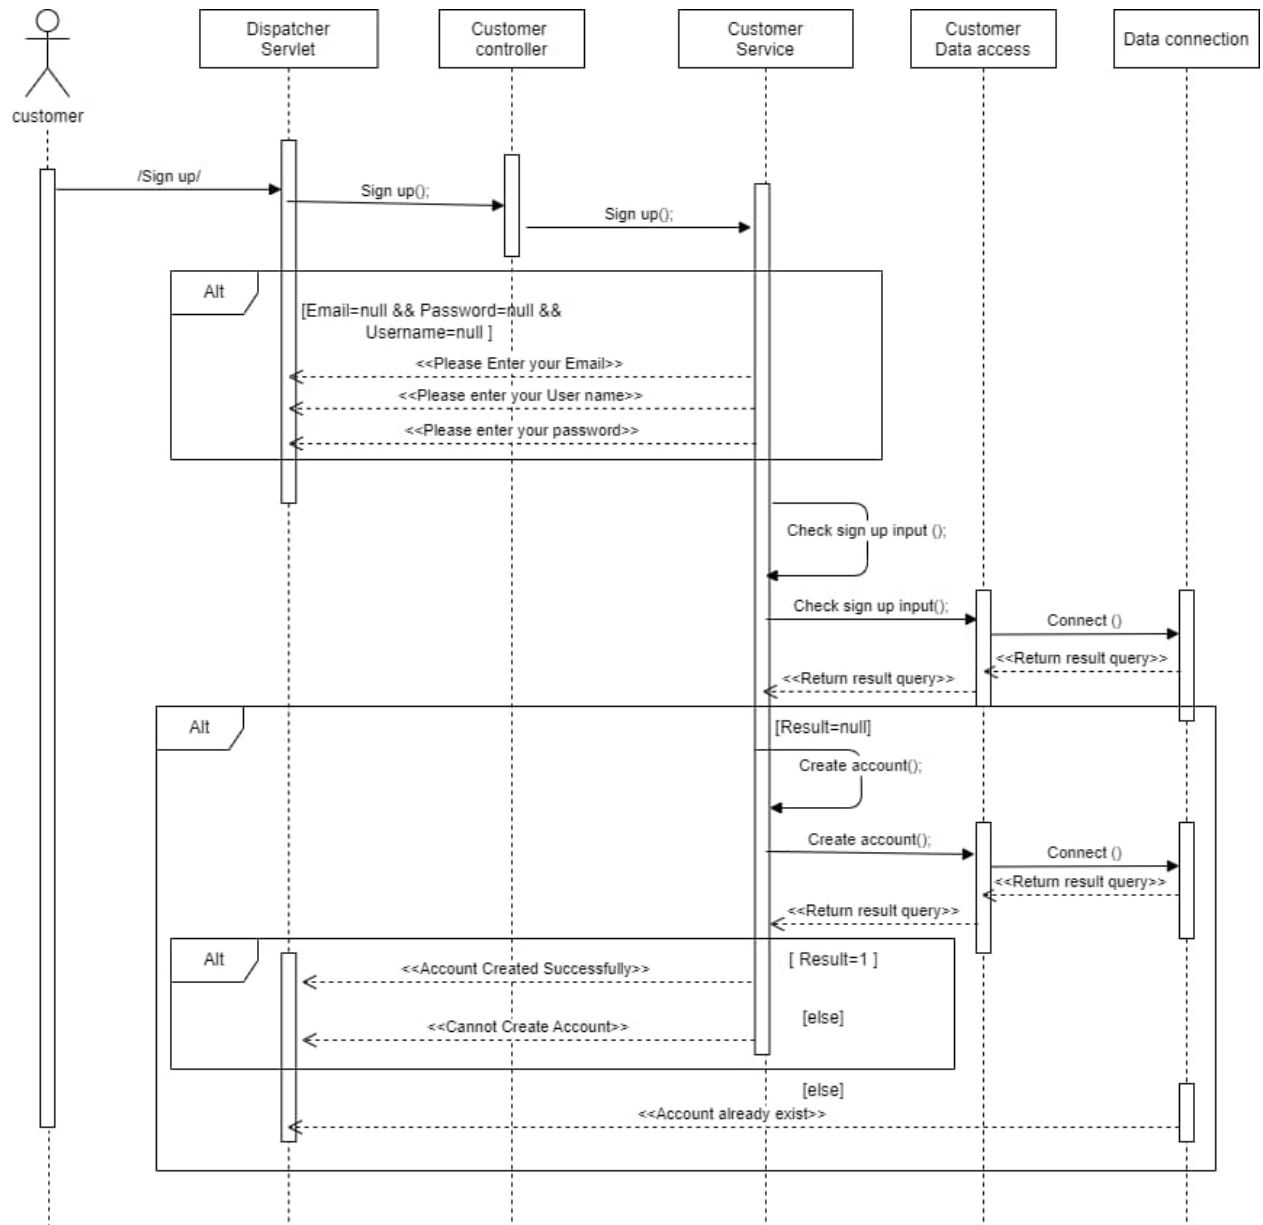 Dispatcher
Servlet
Customer
controller
Customer
Service
Customer
Data access
Data connection
customer
/Sign up/
Sign up();
Sign up();
Alt
[Email=null && Password=null &&
Username=null ]
<<Please Enter your Email>>
<<Please enter your User name>>
<<Please enter your password>>
Check sign up input ();
Check sign up input();
Connect ()
<<Return result query>>
<<Return result query>>
Alt
[Result=null]
Create account();
Create account();
Connect ()
<<Return result query>>
<<Return result query>>
Alt
[ Result=1 ]
<<Account Created Successfully>>
[else]
<<Cannot Create Account>>
[else]
<<Account already exist>>